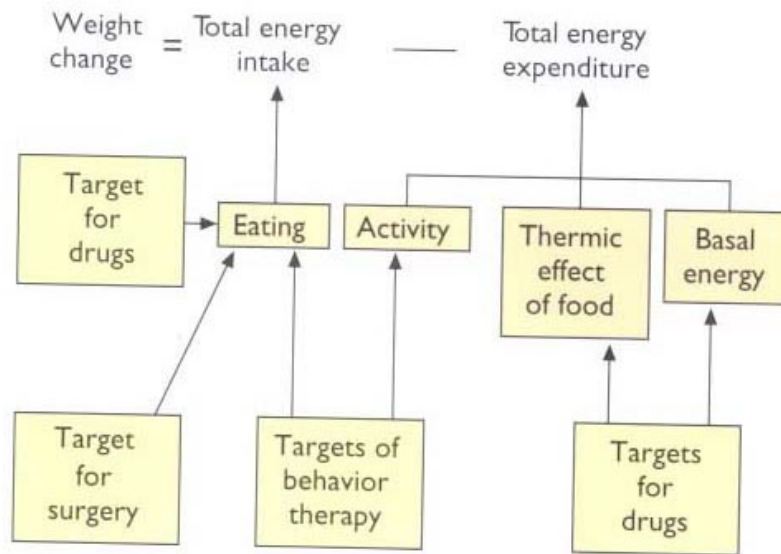 Weight
change
=
Total energy
intake
—
Total energy
expenditure
Target
for
drugs
Eating
Activity
Thermic
effect
of food
Basal
energy
Target
for
surgery
Targets of
behavior
therapy
Targets
for
drugs